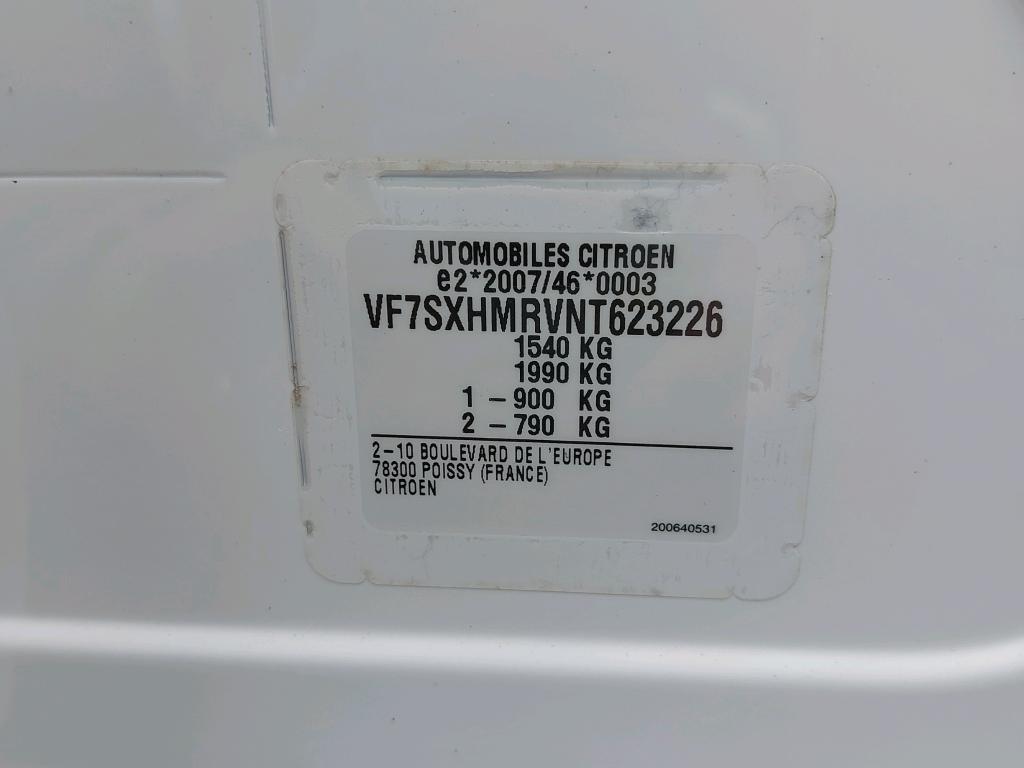 AUTOMOBILES CITROEN
e2*2007/46*0003
VF7SXHMRVNT623226
1540 KG
1990 KG
1 - 900 KG
2 - 790 KG
2-10 BOULEVARD DE L'EUROPE
78300 POISSY (FRANCE)
CITROEN
200640531